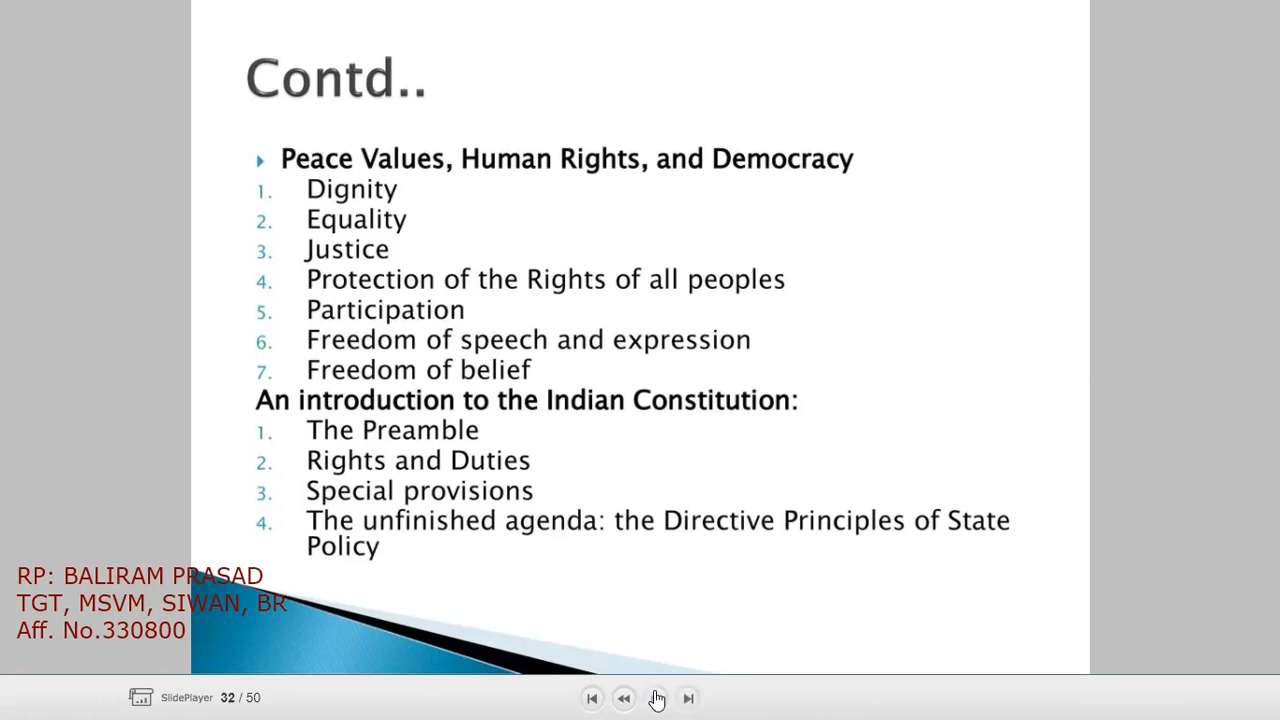 Contd..
Peace Values, Human Rights, and Democracy
1. Dignity
2. Equality
3. Justice
4. Protection of the Rights of all peoples
5. Participation
6. Freedom of speech and expression
7. Freedom of belief
An introduction to the Indian Constitution:
1. The Preamble
2. Rights and Duties
3. Special provisions
4. The unfinished agenda: the Directive Principles of State
Policy
RP: BALIRAM PRASAD
TGT, MSVM, SIWAN, BR
Aff. No.330800
SlidePlayer 32 / 50